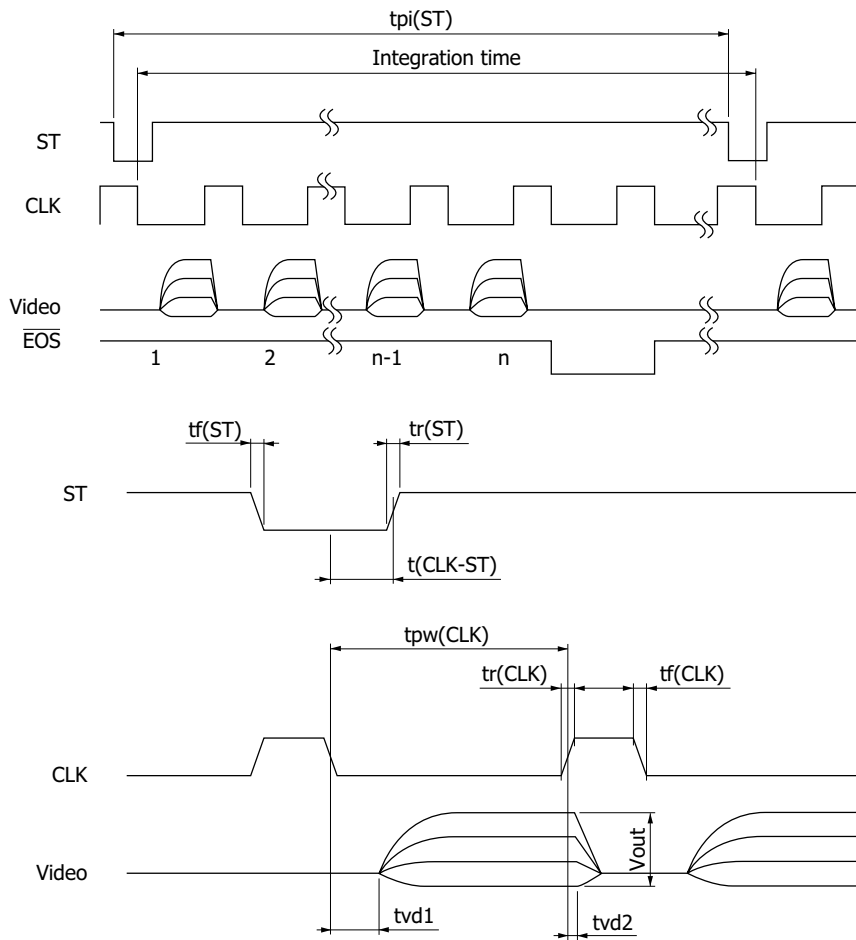 tpi(ST)
Integration time
ST
CLK
Video
EOS
1 2 n-1 n
tf(ST) tr(ST)
ST
t(CLK-ST)
tpw(CLK)
tr(CLK) tf(CLK)
CLK
Vout
Video
tvd1 tvd2